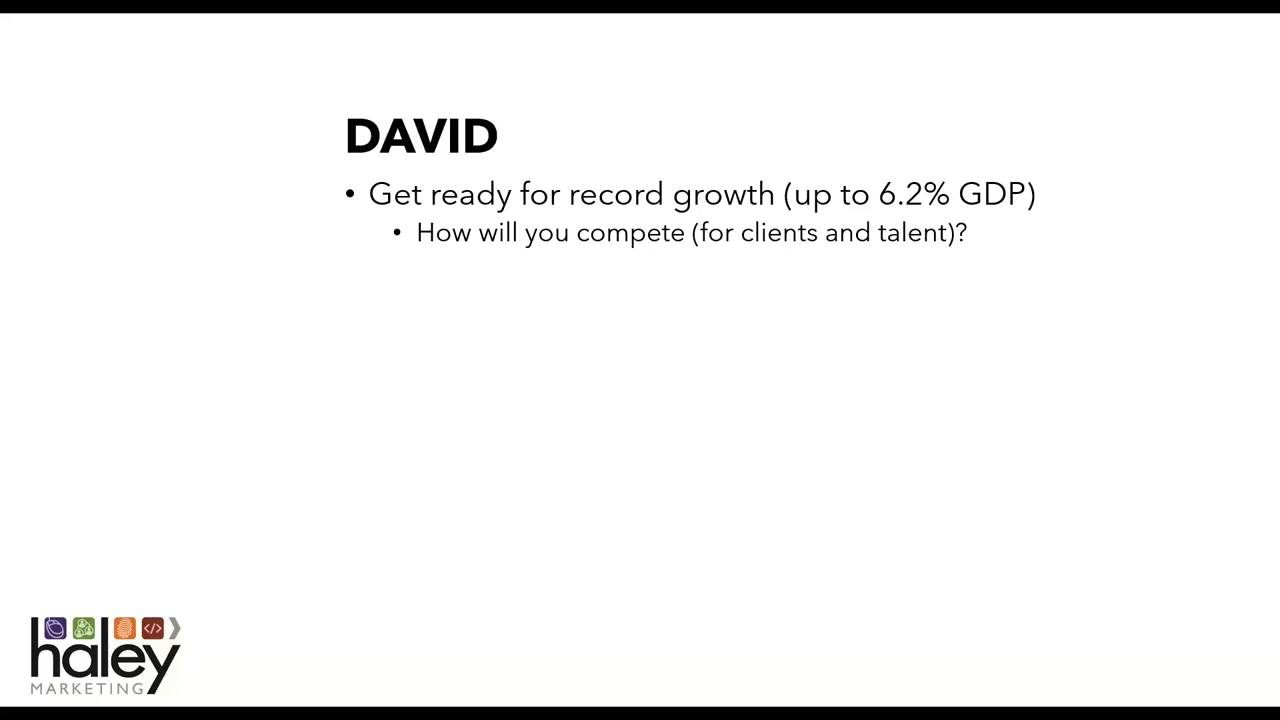 DAVID
• Get ready for record growth (up to 6.2% GDP)
• How will you compete (for clients and talent)?
haley
MARKETING